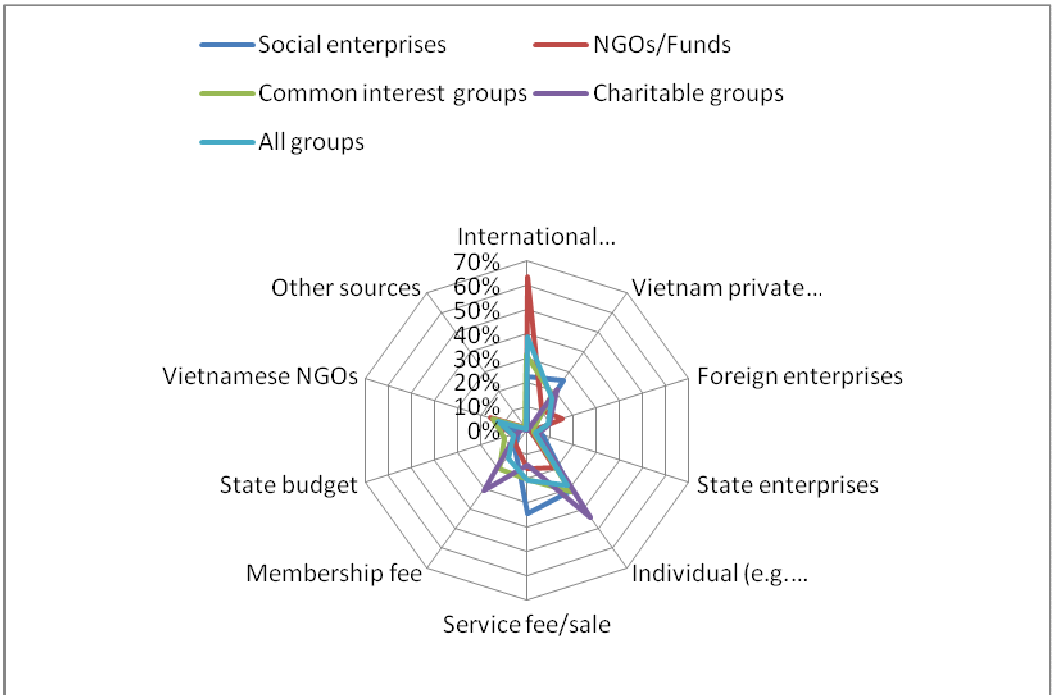 Social enterprises
NGOs/Funds
Common interest groups
Charitable groups
All groups
International...
70%
60%
50%
40%
30%
20%
10%
0%
Vietnam private...
Foreign enterprises
State enterprises
Individual (e.g....
Service fee/sale
Membership fee
State budget
Vietnamese NGOs
Other sources